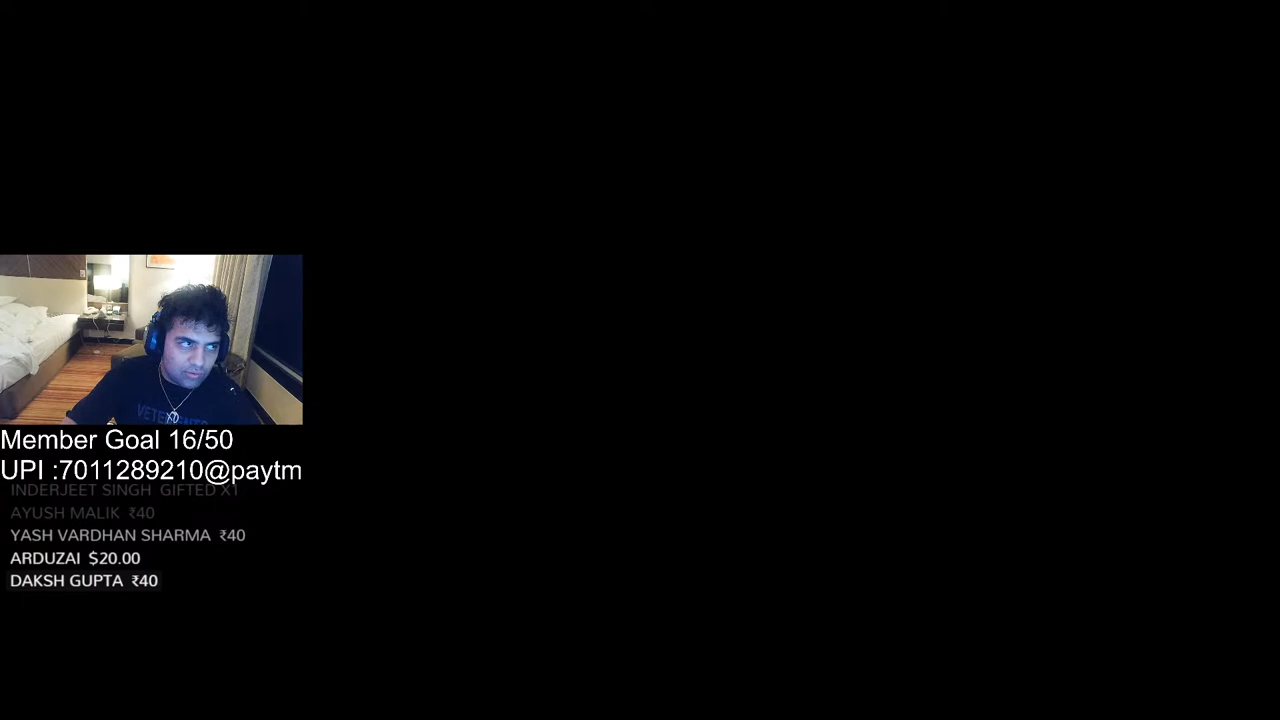 VETEMENTS
Member Goal 16/50
UPI :7011289210@paytm
INDERJEET SINGH GIFTED X1
AYUSH MALIK ₹40
YASH VARDHAN SHARMA ₹40
ARDUZAI $20.00
DAKSH GUPTA ₹40